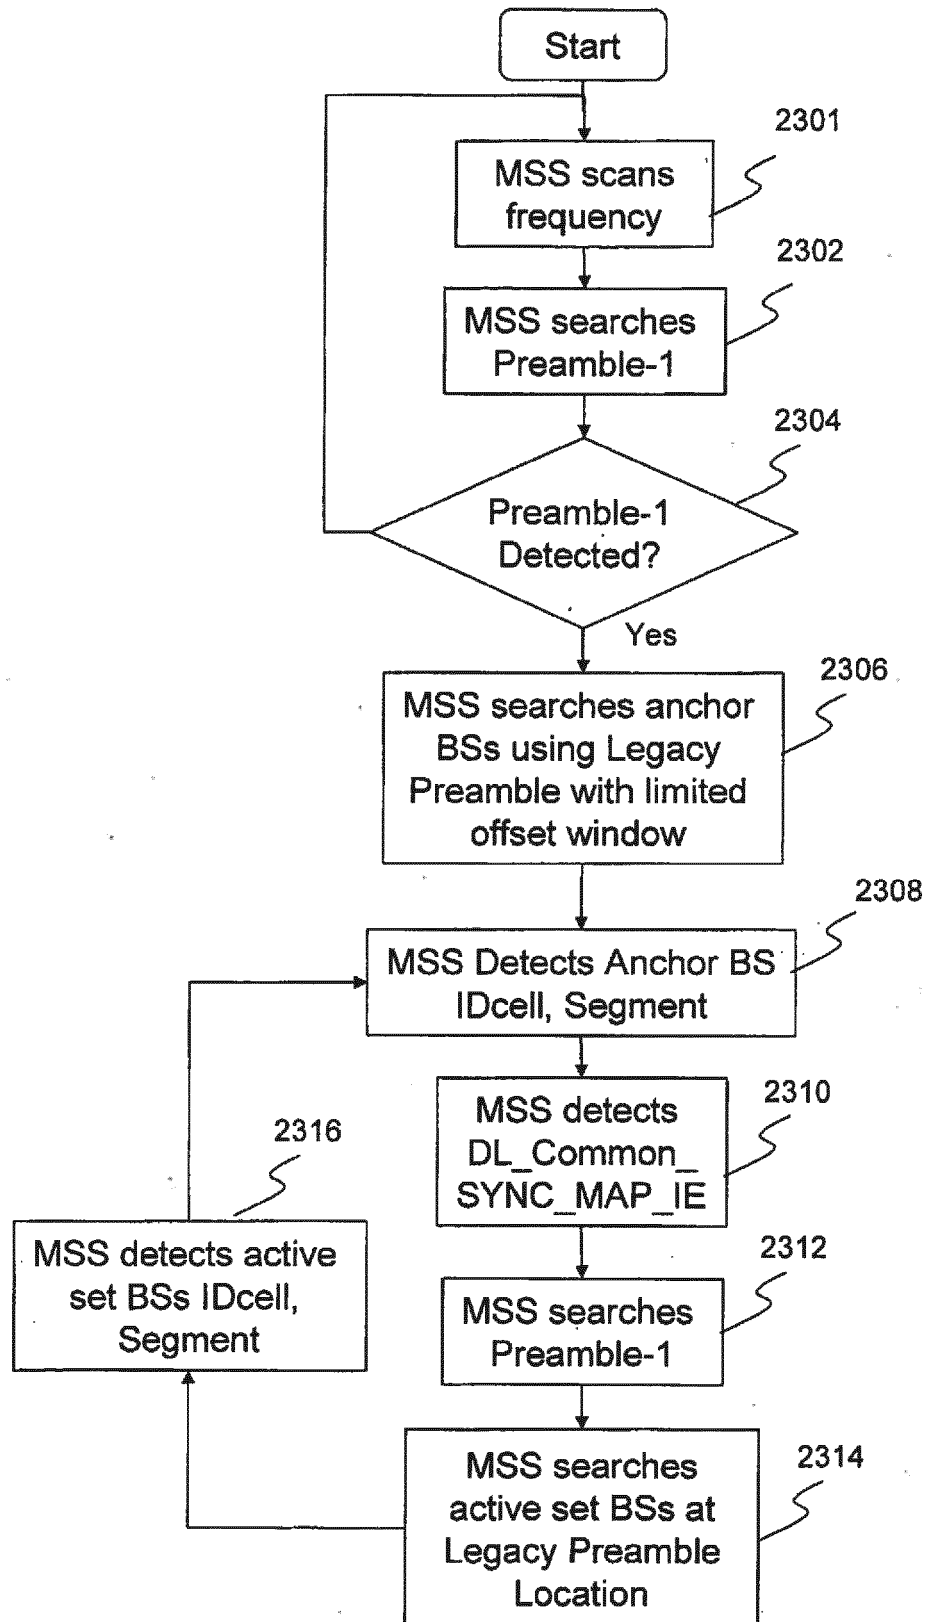 Start
2301
MSS scans
frequency
2302
MSS searches
Preamble-1
2304
Preamble-1
Detected?
Yes
2306
MSS searches anchor
BSs using Legacy
Preamble with limited
offset window
2308
MSS Detects Anchor BS
IDcell, Segment
2310
MSS detects
DL_Common_
SYNC_MAP_IE
2316
MSS detects active
set BSs IDcell,
Segment
2312
MSS searches
Preamble-1
2314
MSS searches
active set BSs at
Legacy Preamble
Location